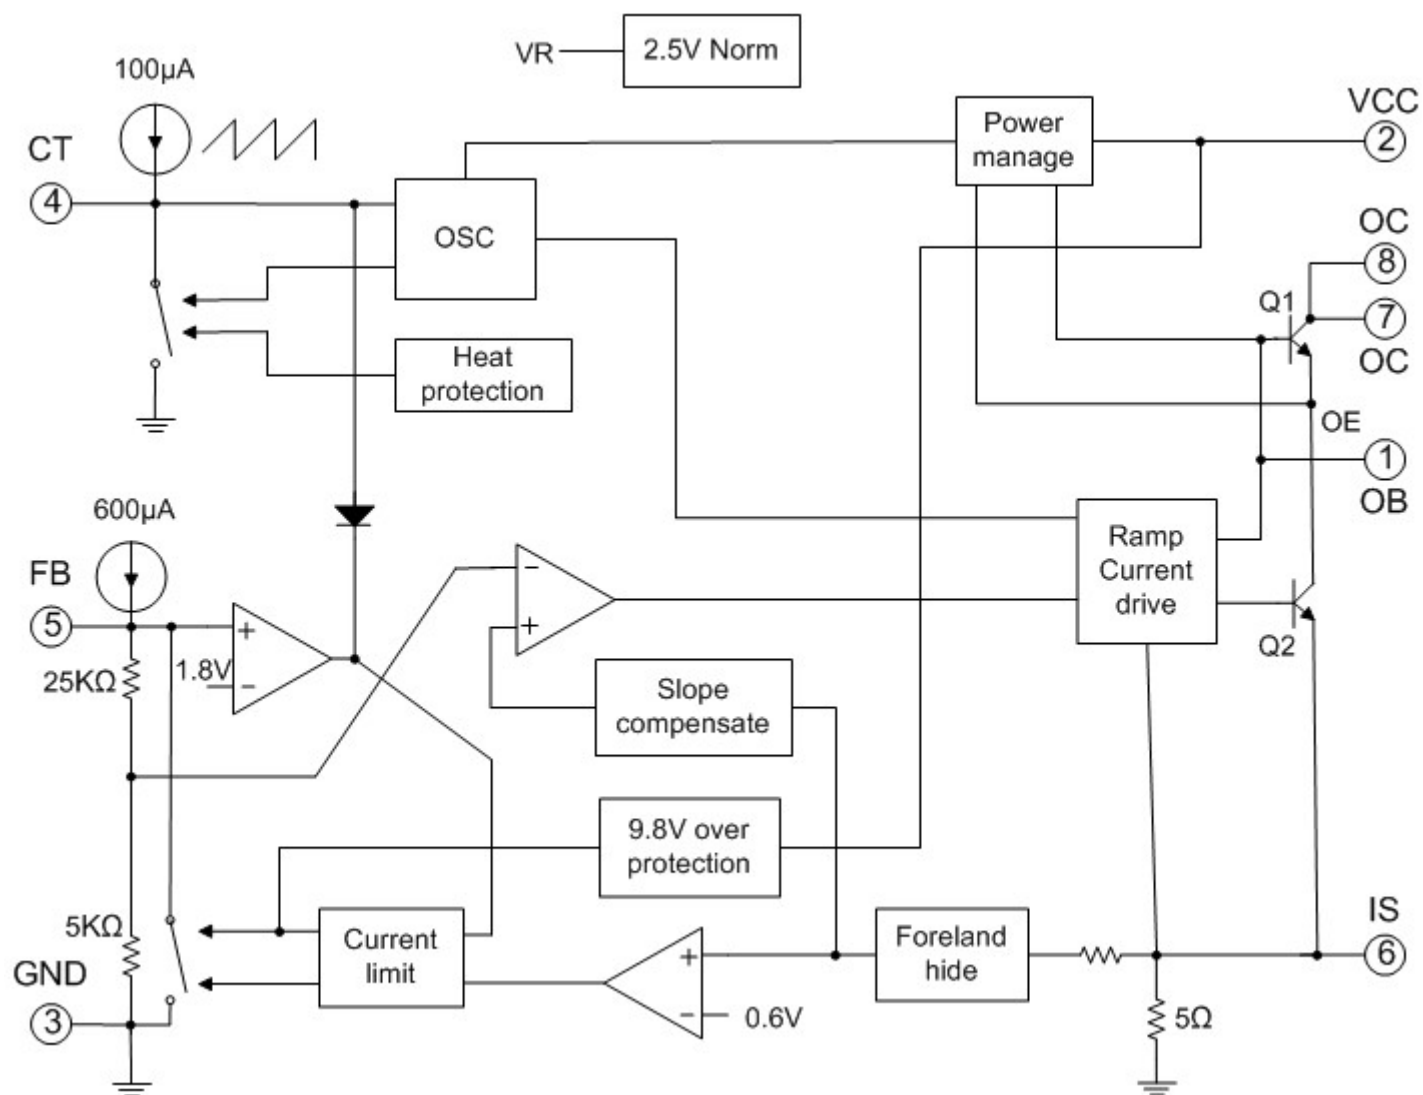 VR
2.5V Norm
100μA
CT
4
OSC
Power
manage
VCC
2
OC
8
Q1
7
OC
Heat
protection
OE
1
OB
600μA
FB
5
+
1.8V
−
25KΩ
−
+
Ramp
Current
drive
Q2
Slope
compensate
9.8V over
protection
5KΩ
GND
3
Current
limit
+
−
0.6V
Foreland
hide
IS
6
5Ω